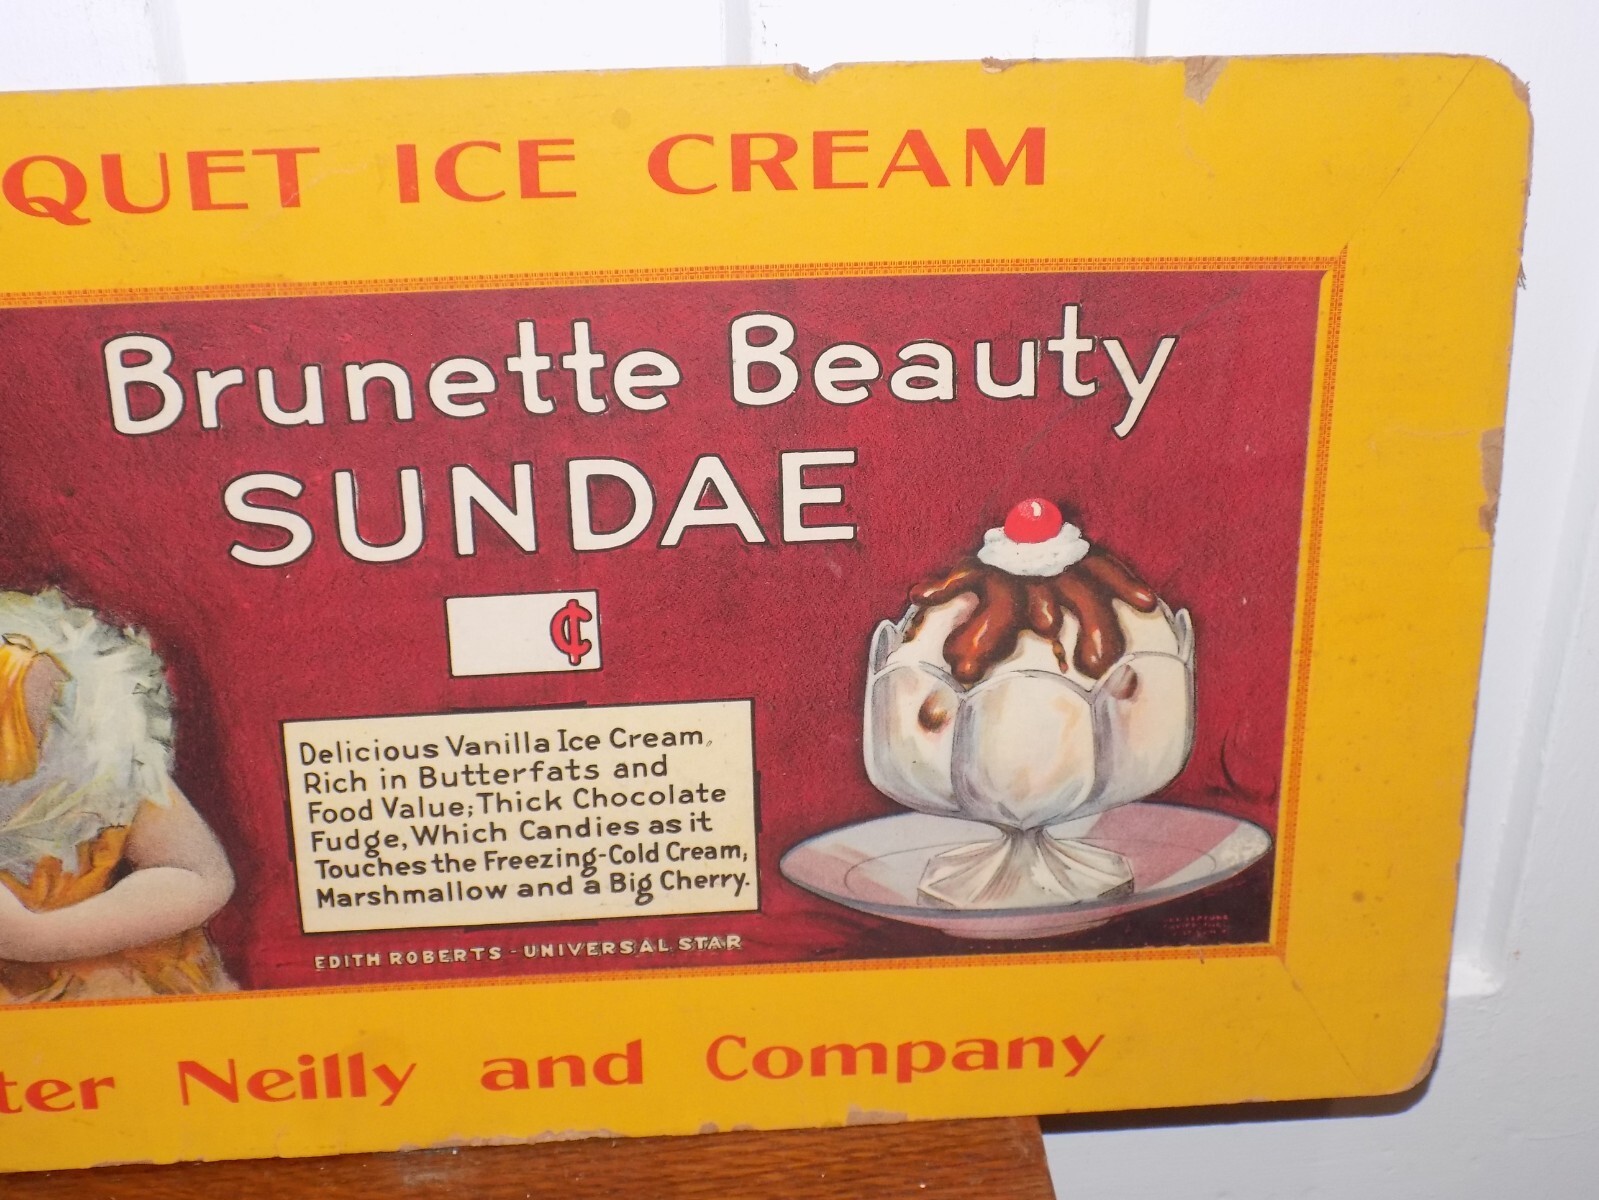 QUET ICE CREAM
Brunette Beauty
SUNDAE
¢
Delicious Vanilla Ice Cream,
Rich in Butterfats and
Food Value; Thick Chocolate
Fudge, Which Candies as it
Touches the Freezing-Cold Cream,
Marshmallow and a Big Cherry.
EDITH ROBERTS - UNIVERSAL STAR
ter Neilly and Company